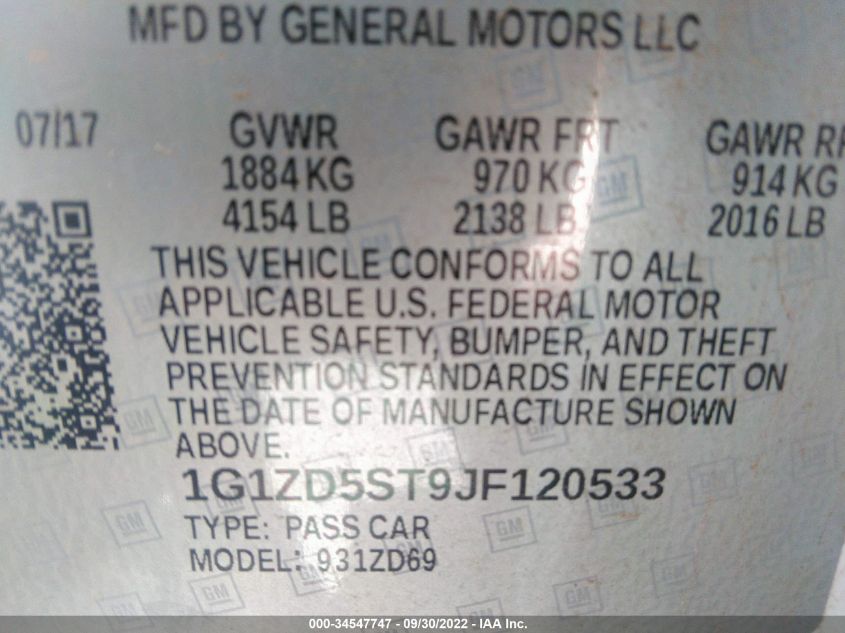 MFD BY GENERAL MOTORS LLC
07/17 GVWR GAWR FRT GAWR RR
1884 KG 970 KG 914 KG
4154 LB 2138 LB 2016 LB
THIS VEHICLE CONFORMS TO ALL
APPLICABLE U.S. FEDERAL MOTOR
VEHICLE SAFETY, BUMPER, AND THEFT
PREVENTION STANDARDS IN EFFECT ON
THE DATE OF MANUFACTURE SHOWN
ABOVE.
1G1ZD5ST9JF120533
TYPE: PASS CAR
MODEL: 931ZD69
000-34547747 - 09/30/2022 - IAA Inc.